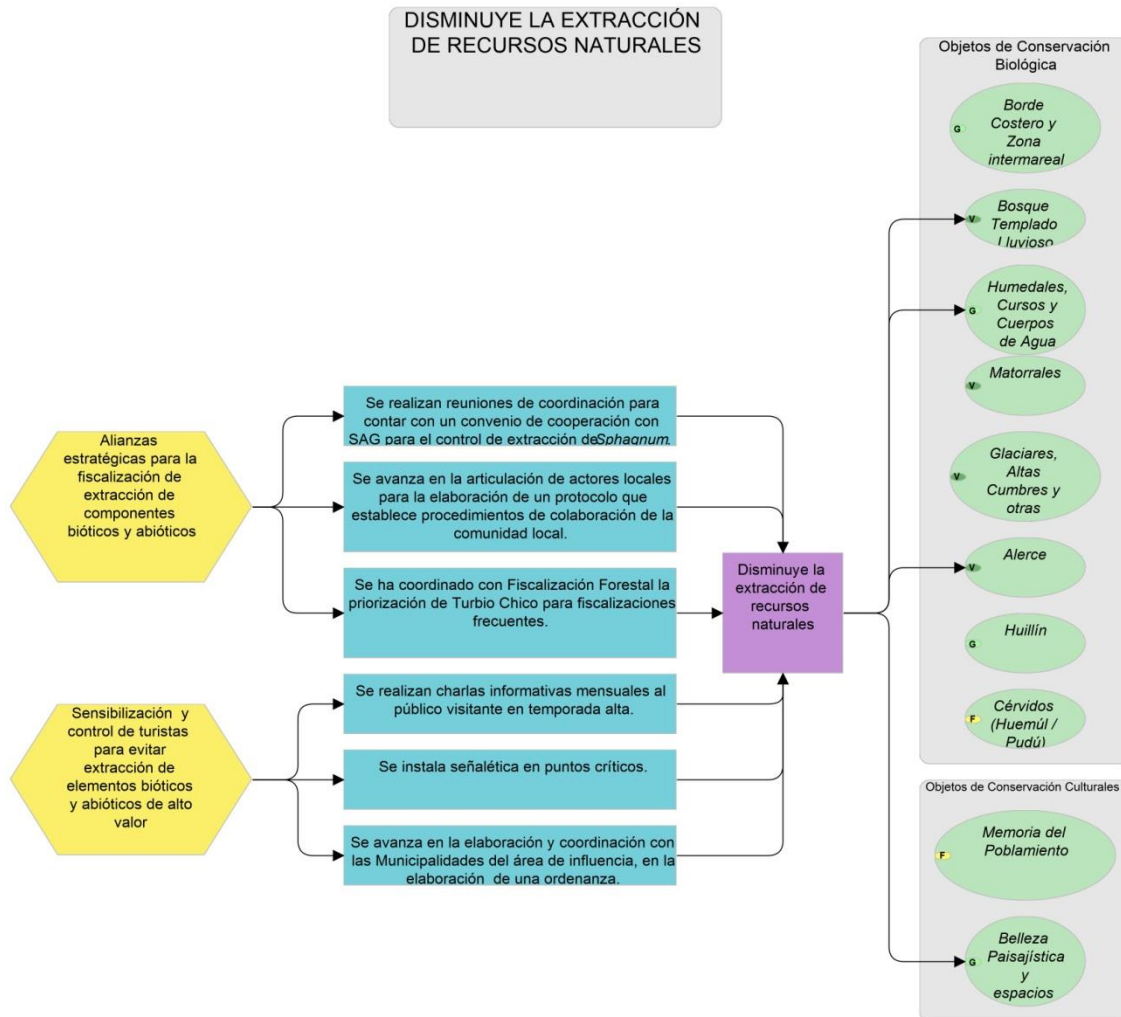 DISMINUYE LA EXTRACCIÓN
DE RECURSOS NATURALES
Alianzas
estratégicas para la
fiscalización de
extracción de
componentes
bióticos y abióticos
Sensibilización y
control de turistas
para evitar
extracción de
elementos bióticos
y abióticos de alto
valor
Se realizan reuniones de coordinación para
contar con un convenio de cooperación con
SAG para el control de extracción de Sphagnum.
Se avanza en la articulación de actores locales
para la elaboración de un protocolo que
establece procedimientos de colaboración de la
comunidad local.
Se ha coordinado con Fiscalización Forestal la
priorización de Turbio Chico para fiscalizaciones
frecuentes.
Se realizan charlas informativas mensuales al
público visitante en temporada alta.
Se instala señalética en puntos críticos.
Se avanza en la elaboración y coordinación con
las Municipalidades del área de influencia, en la
elaboración de una ordenanza.
Disminuye la
extracción de
recursos
naturales
Objetos de Conservación
Biológica
Borde
Costero y
Zona
intermareal
G
Bosque
Templado
Lluvioso
V
Humedales,
Cursos y
Cuerpos
de Agua
G
Matorrales
V
Glaciares,
Altas
Cumbres y
otras
V
Alerce
V
Huillín
G
Cérvidos
(Huemúl /
Pudú)
F
Objetos de Conservación Culturales
Memoria del
Poblamiento
F
Belleza
Paisajística
y
espacios
G